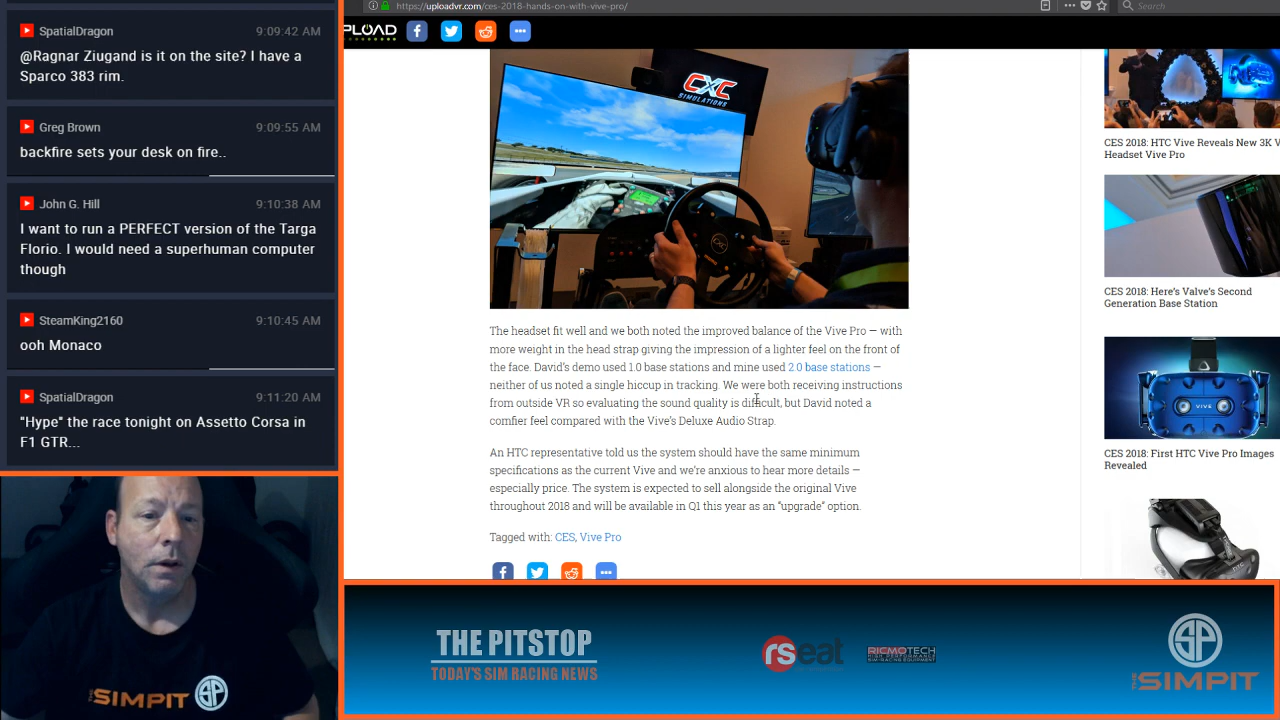 SpatialDragon 9:09:42 AM
@Ragnar Ziugand is it on the site? I have a
Sparco 383 rim.
Greg Brown 9:09:55 AM
backfire sets your desk on fire..
John G. Hill 9:10:38 AM
I want to run a PERFECT version of the Targa
Florio. I would need a superhuman computer
though
SteamKing2160 9:10:45 AM
ooh Monaco
SpatialDragon 9:11:20 AM
"Hype" the race tonight on Assetto Corsa in
F1 GTR...
THE SIMPIT SP
https://uploadvr.com/ces-2018-hands-on-with-vive-pro/
Search
PLOAD
CXC
SIMULATIONS
CXC
The headset fit well and we both noted the improved balance of the Vive Pro — with
more weight in the head strap giving the impression of a lighter feel on the front of
the face. David's demo used 1.0 base stations and mine used 2.0 base stations —
neither of us noted a single hiccup in tracking. We were both receiving instructions
from outside VR so evaluating the sound quality is difficult, but David noted a
comfier feel compared with the Vive's Deluxe Audio Strap.
An HTC representative told us the system should have the same minimum
specifications as the current Vive and we're anxious to hear more details —
especially price. The system is expected to sell alongside the original Vive
throughout 2018 and will be available in Q1 this year as an "upgrade" option.
Tagged with: CES, Vive Pro
CES 2018: HTC Vive Reveals New 3K V
Headset Vive Pro
CES 2018: Here's Valve's Second
Generation Base Station
VIVE
CES 2018: First HTC Vive Pro Images
Revealed
THE PITSTOP
TODAY'S SIM RACING NEWS
rseat
RICMOTECH
HIGH PERFORMANCE
SIM-RACING EQUIPMENT
SP
THE SIMPIT